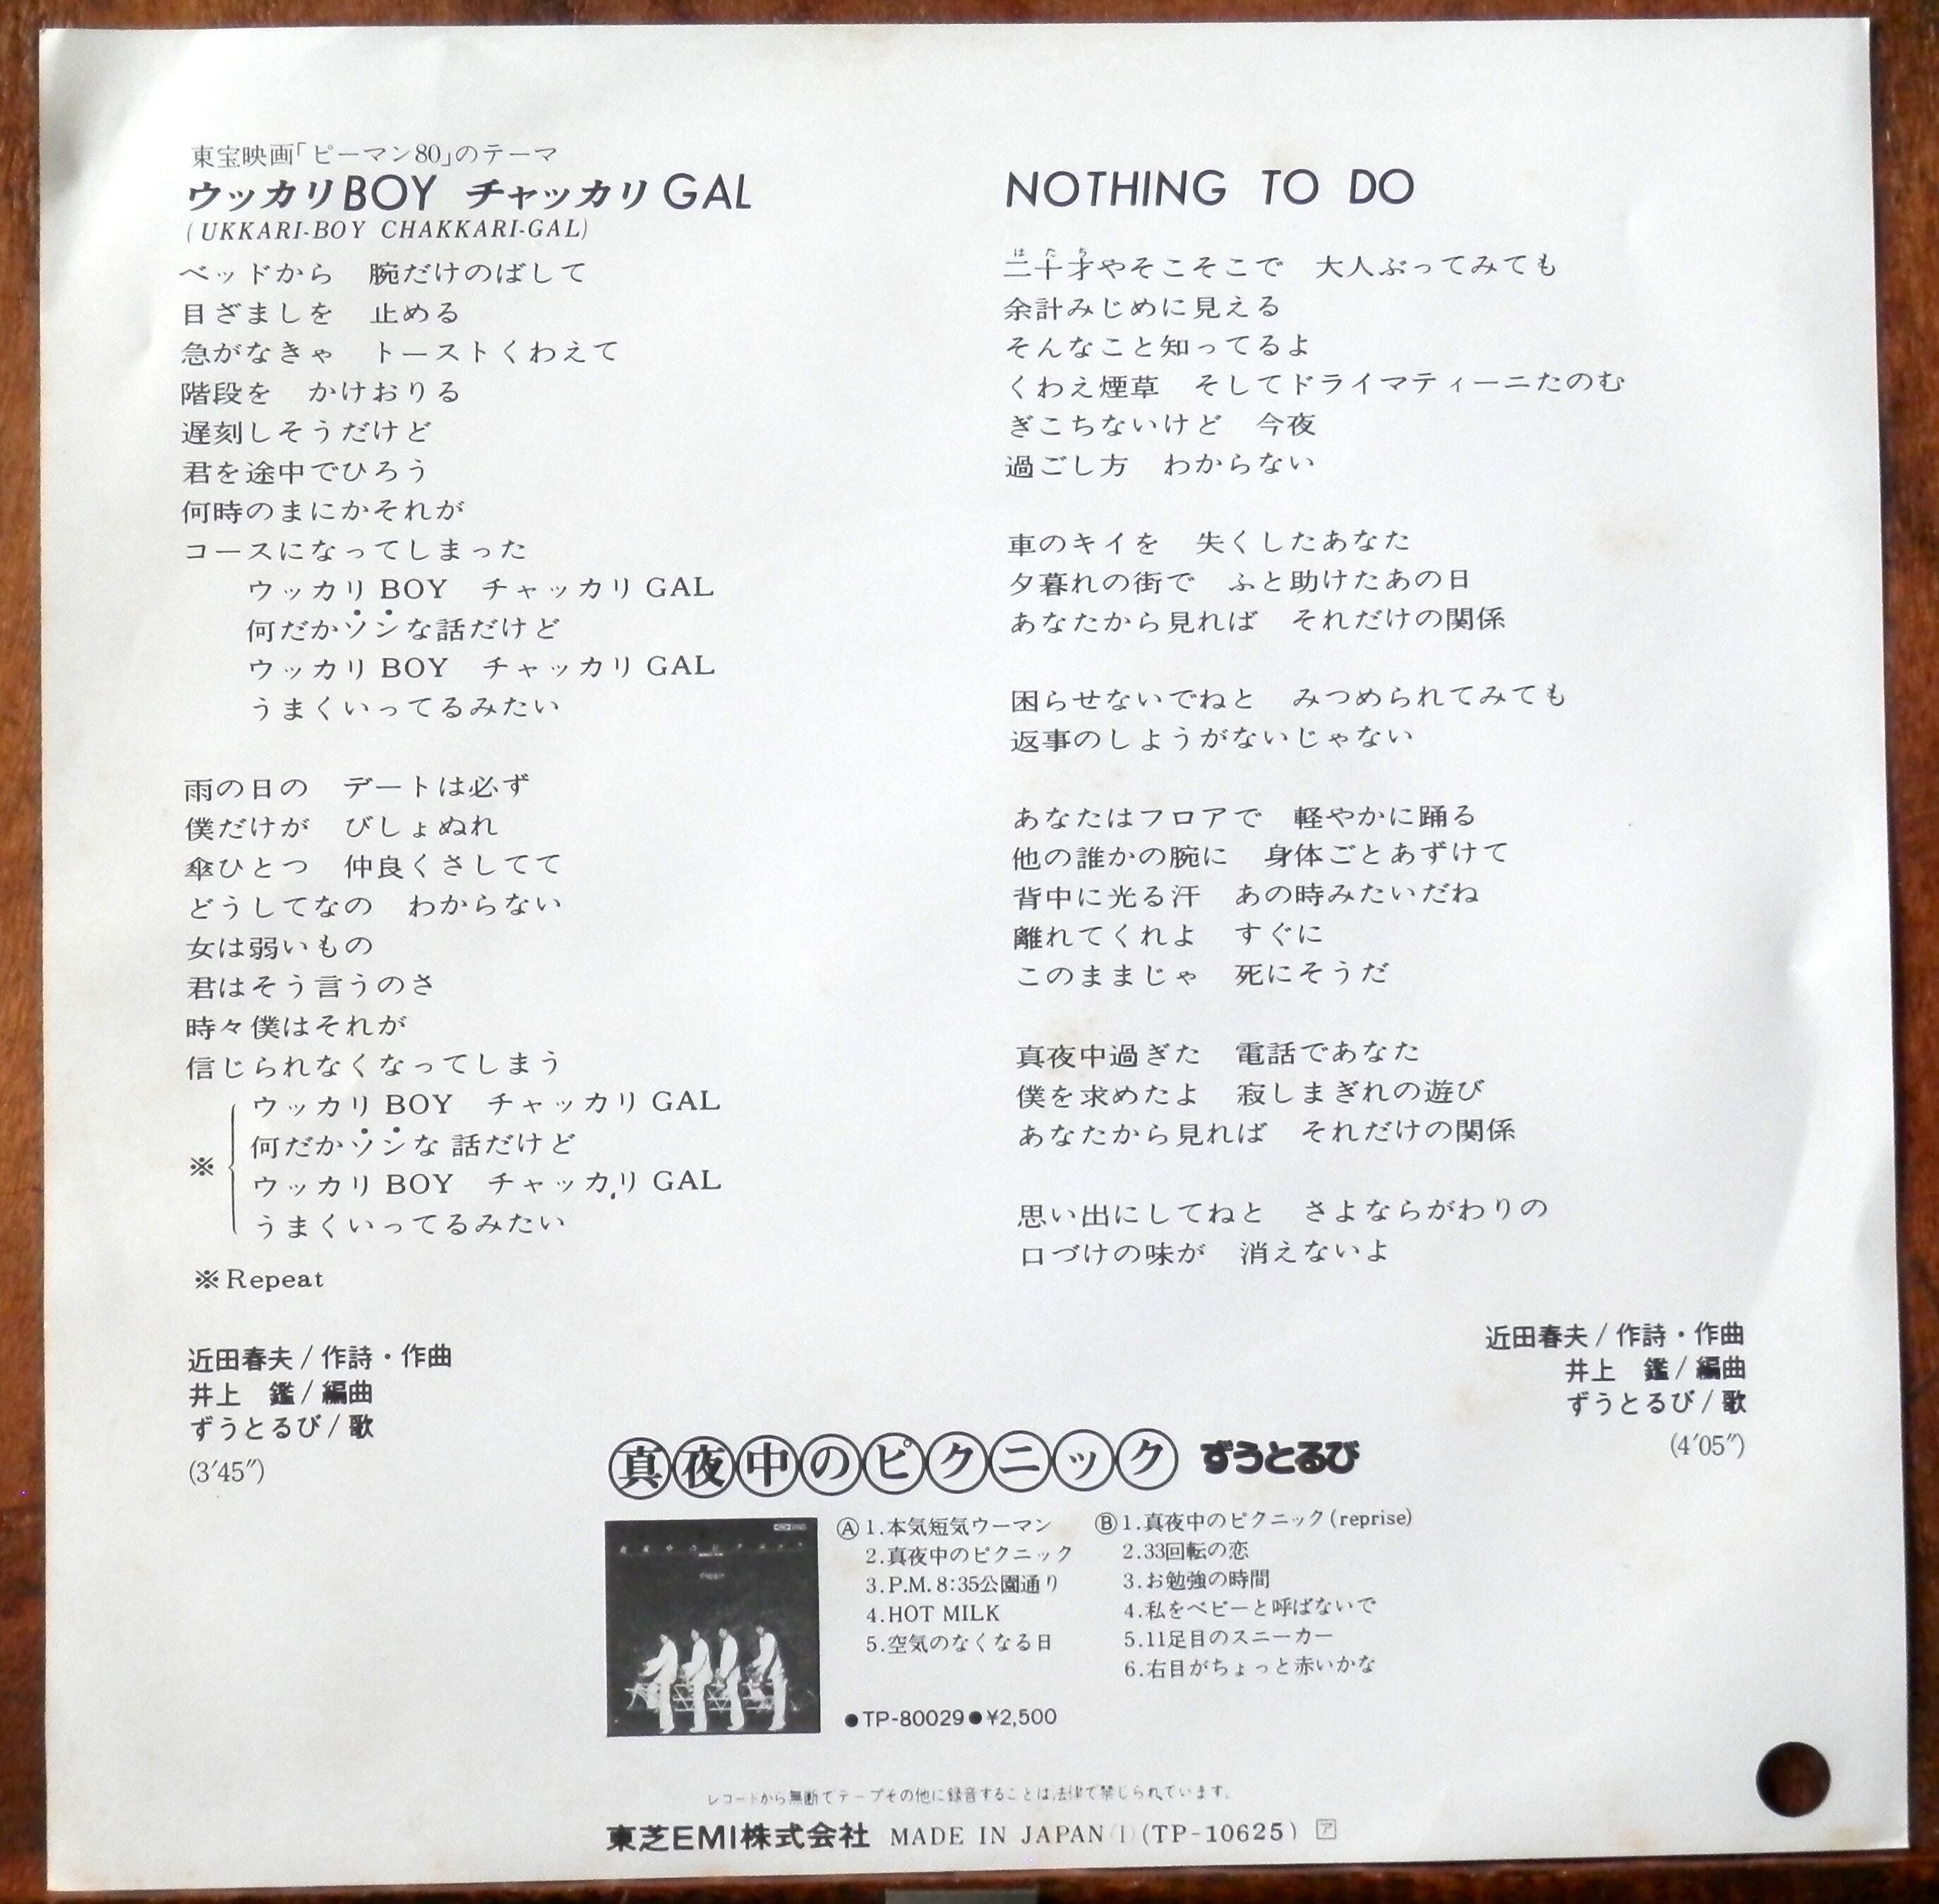 東宝映画「ピーマン80」のテーマ
ウッカリBOY チャッカリGAL
(UKKARI-BOY CHAKKARI-GAL)
ベッドから　腕だけのばして
目ざましを　止める
急がなきゃ　トーストくわえて
階段を　かけおりる
遅刻しそうだけど
君を途中でひろう
何時のまにかそれが
コースになってしまった
ウッカリ BOY　チャッカリ GAL
何だかソンな話だけど
ウッカリ BOY　チャッカリ GAL
うまくいってるみたい
雨の日の　デートは必ず
僕だけが　びしょぬれ
傘ひとつ　仲良くさしてて
どうしてなの　わからない
女は弱いもの
君はそう言うのさ
時々僕はそれが
信じられなくなってしまう
ウッカリ BOY　チャッカリ GAL
何だかソンな 話だけど
※
ウッカリ BOY　チャッカリ GAL
うまくいってるみたい
※Repeat
近田春夫/作詩・作曲
井上　鑑/編曲
ずうとるび/歌
(3′45″)
NOTHING TO DO
はたち
二十才やそこそこで　大人ぶってみても
余計みじめに見える
そんなこと知ってるよ
くわえ煙草　そしてドライマティーニたのむ
ぎこちないけど　今夜
過ごし方　わからない
車のキイを　失くしたあなた
夕暮れの街で　ふと助けたあの日
あなたから見れば　それだけの関係
困らせないでねと　みつめられてみても
返事のしようがないじゃない
あなたはフロアで　軽やかに踊る
他の誰かの腕に　身体ごとあずけて
背中に光る汗　あの時みたいだね
離れてくれよ　すぐに
このままじゃ　死にそうだ
真夜中過ぎた　電話であなた
僕を求めたよ　寂しまぎれの遊び
あなたから見れば　それだけの関係
思い出にしてねと　さよならがわりの
口づけの味が　消えないよ
近田春夫/作詩・作曲
井上　鑑/編曲
ずうとるび/歌
(4′05″)
真夜中のピクニック ずうとるび
Ⓐ 1.本気短気ウーマン
2.真夜中のピクニック
3.P.M.8:35公園通り
4.HOT MILK
5.空気のなくなる日
Ⓑ 1.真夜中のピクニック(reprise)
2.33回転の恋
3.お勉強の時間
4.私をベビーと呼ばないで
5.11足目のスニーカー
6.右目がちょっと赤いかな
●TP-80029●¥2,500
レコードから無断でテープその他に録音することは法律で禁じられています。
東芝EMI株式会社 MADE IN JAPAN (1) (TP-10625) ア